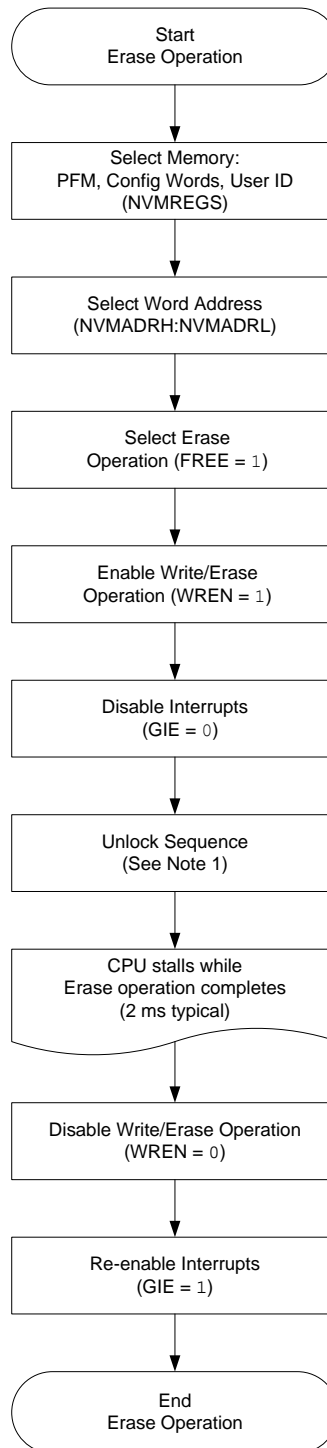 Start
Erase Operation
Select Memory:
PFM, Config Words, User ID
(NVMREGS)
Select Word Address
(NVMADRH:NVMADRL)
Select Erase
Operation (FREE = 1)
Enable Write/Erase
Operation (WREN = 1)
Disable Interrupts
(GIE = 0)
Unlock Sequence
(See Note 1)
CPU stalls while
Erase operation completes
(2 ms typical)
Disable Write/Erase Operation
(WREN = 0)
Re-enable Interrupts
(GIE = 1)
End
Erase Operation